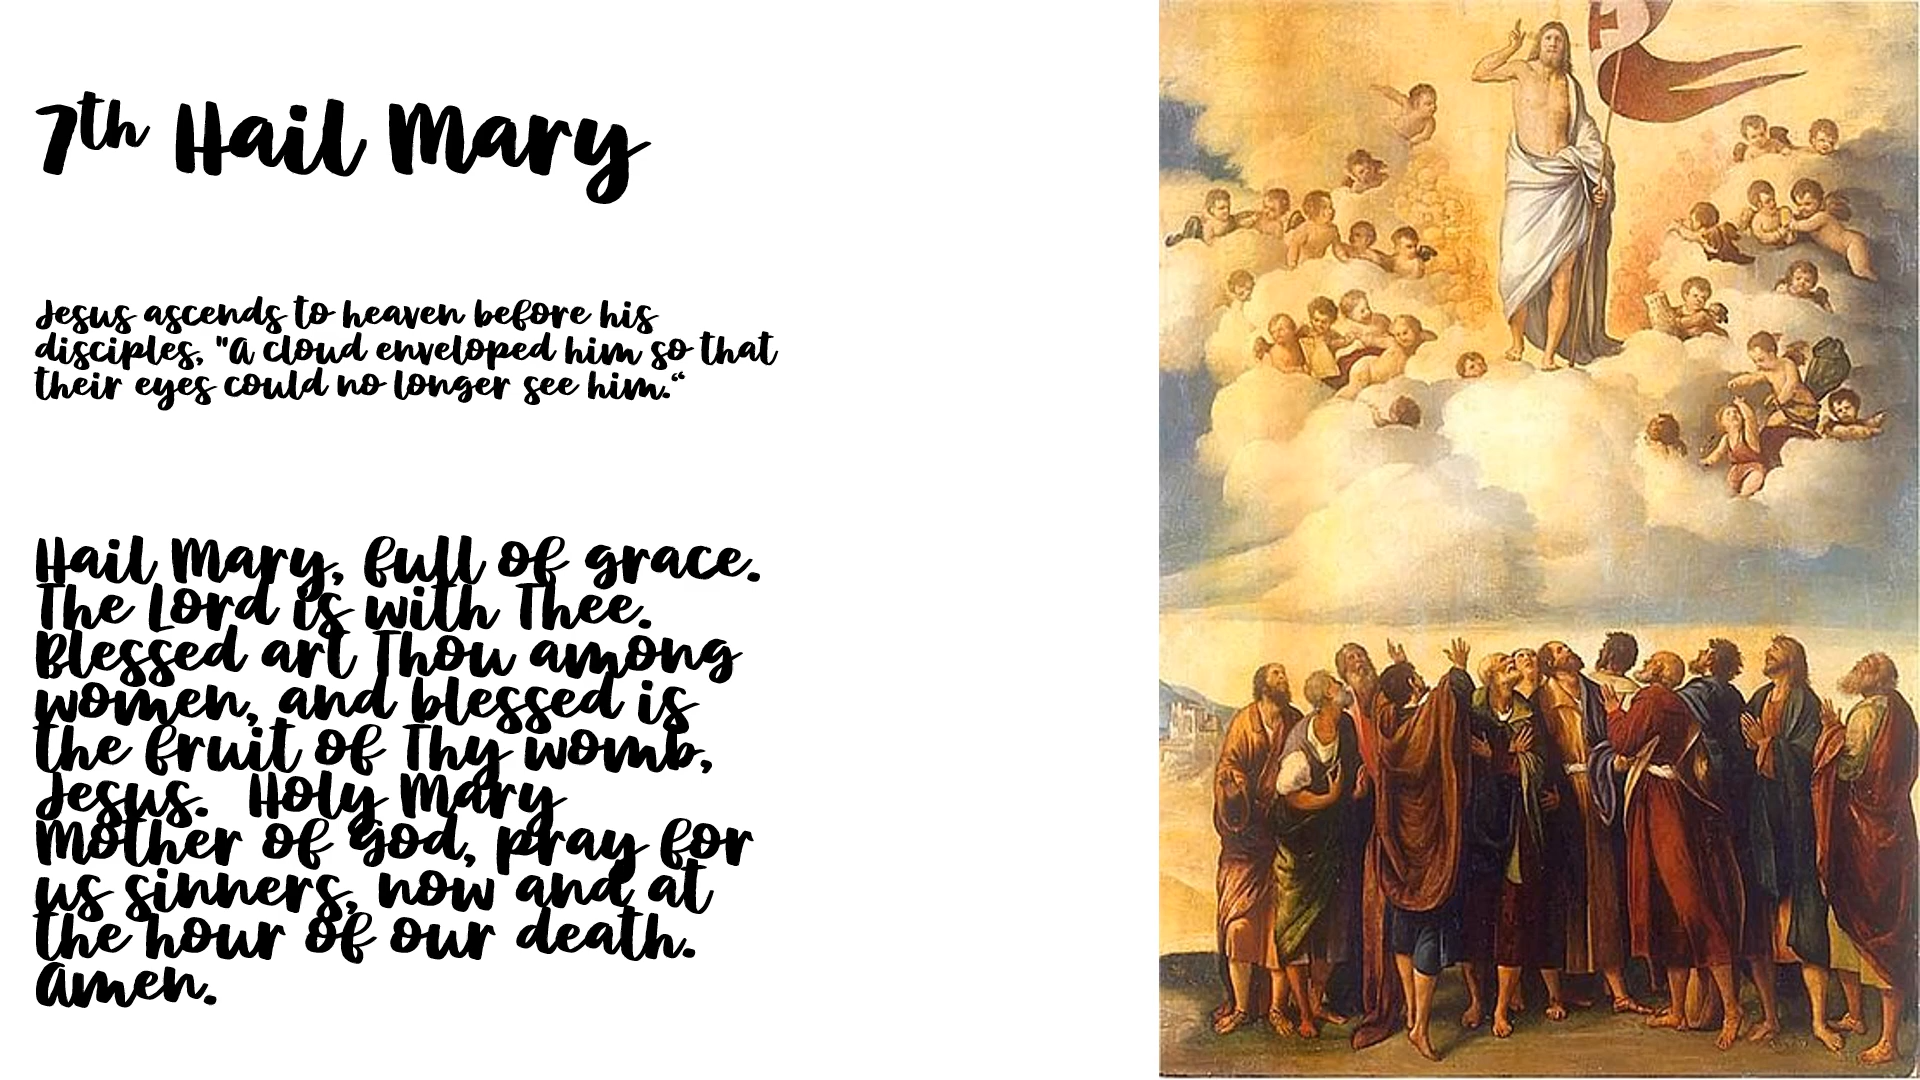 7th Hail Mary
Jesus ascends to heaven before his
disciples, "A cloud enveloped him so that
their eyes could no longer see him.“
Hail Mary, full of grace.
The Lord is with Thee.
Blessed art Thou among
women, and blessed is
the fruit of Thy womb,
Jesus.  Holy Mary
Mother of God, pray for
us sinners, now and at
the hour of our death.
Amen.